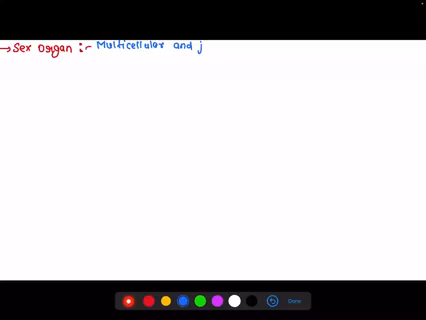 → Sex Organ :- Multicellular and j
Done